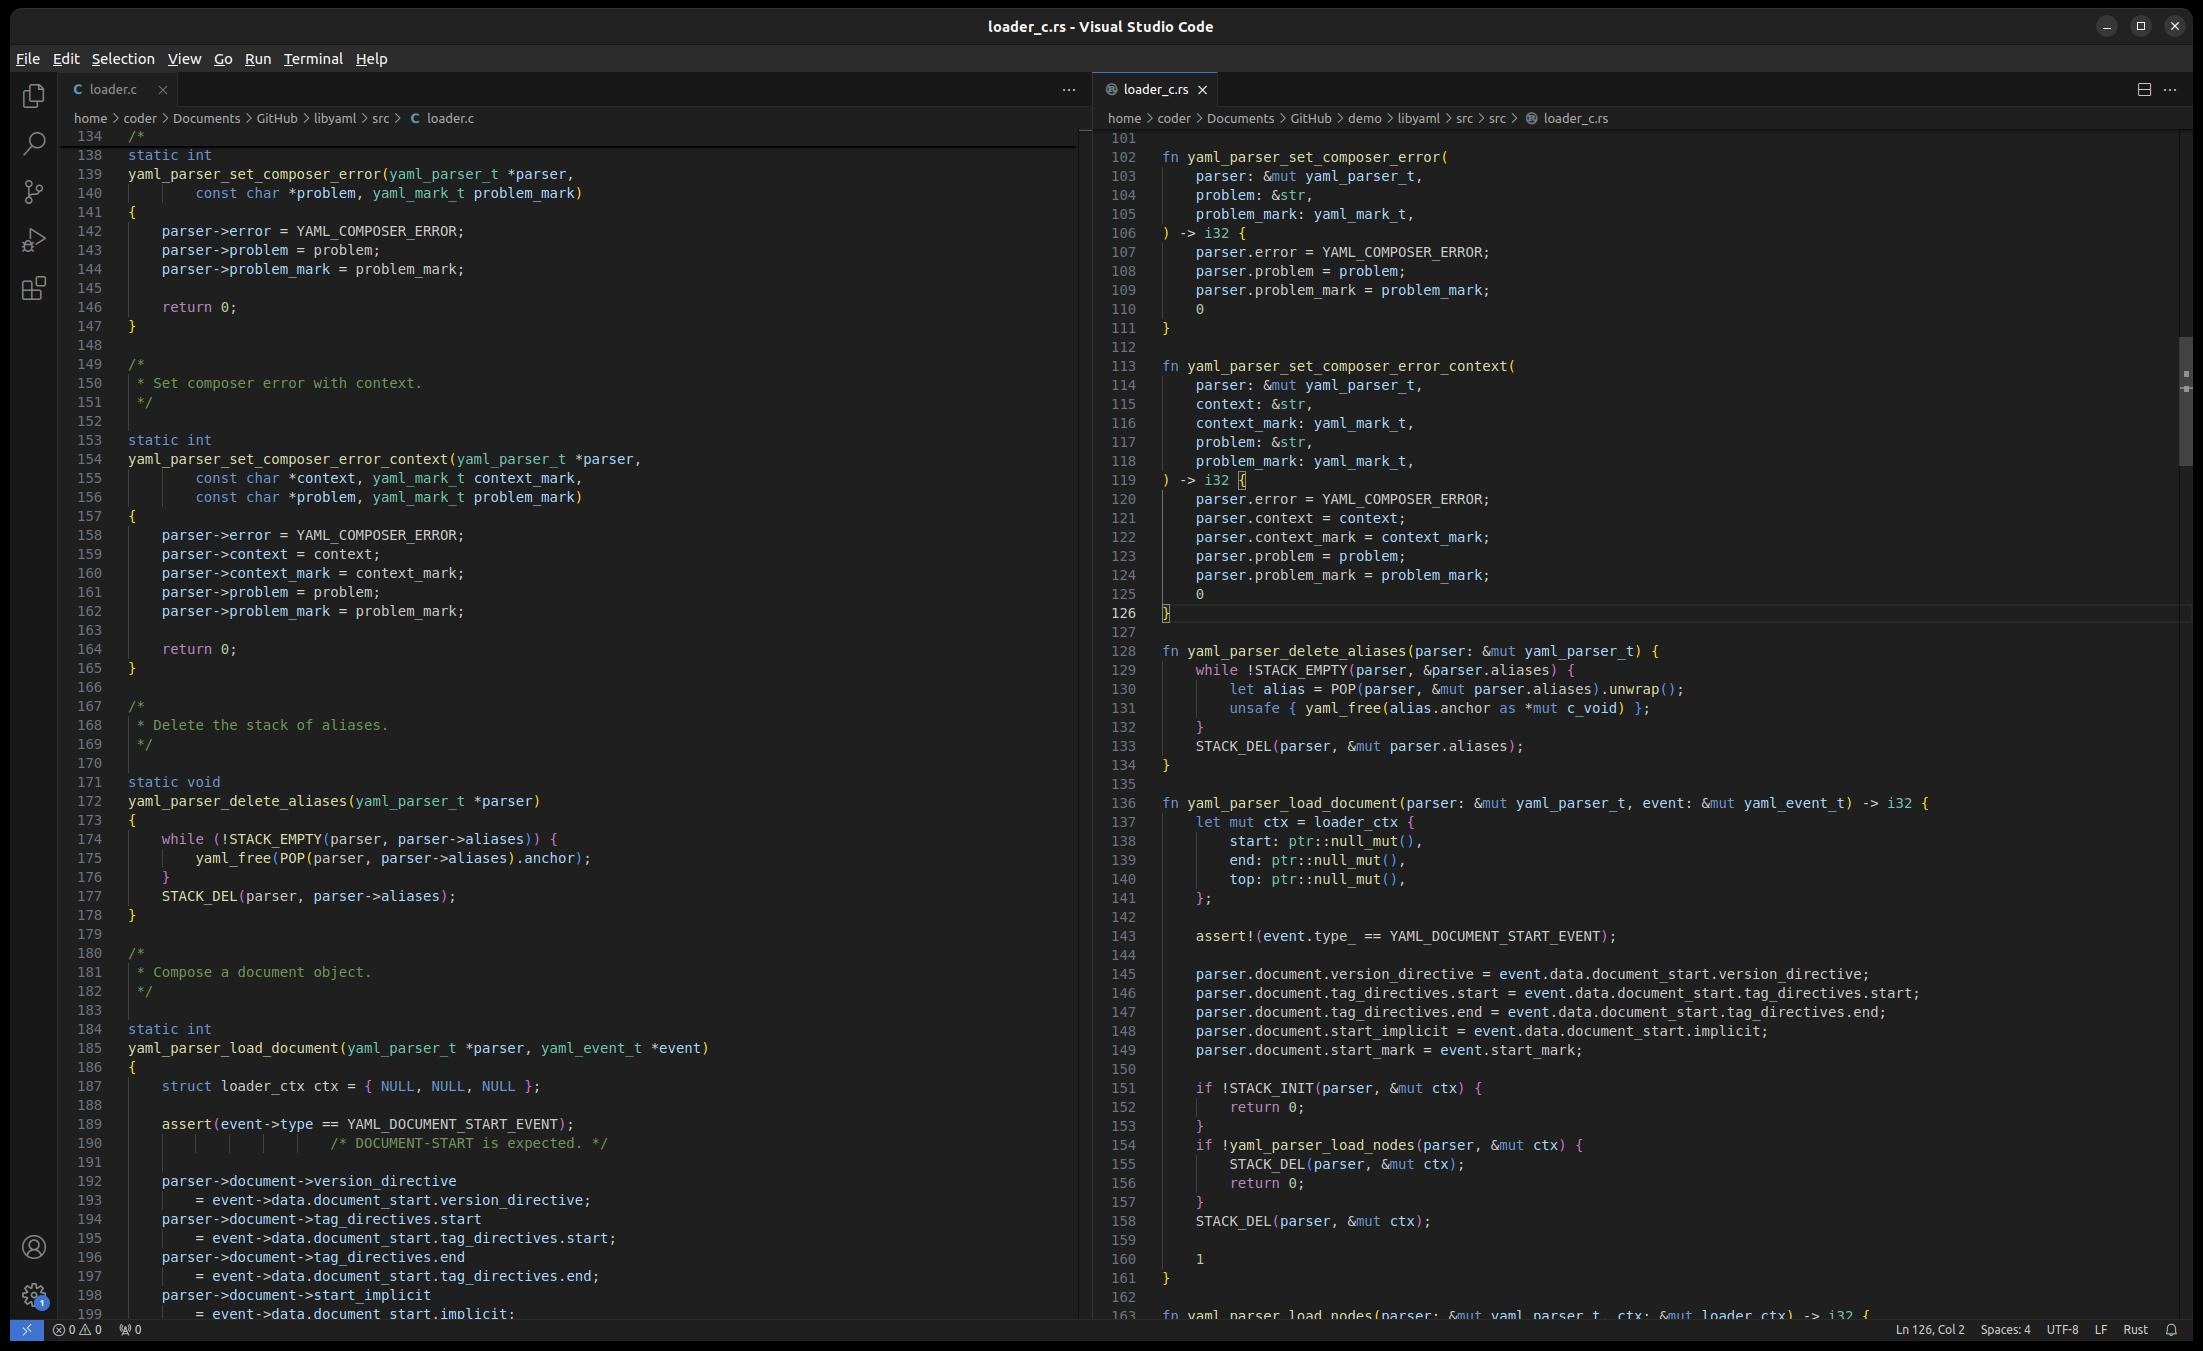 loader_c.rs - Visual Studio Code
File Edit Selection View Go Run Terminal Help
C loader.c
home > coder > Documents > GitHub > libyaml > src > C loader.c
134 /*
138 static int
139 yaml_parser_set_composer_error(yaml_parser_t *parser,
140         const char *problem, yaml_mark_t problem_mark)
141 {
142     parser->error = YAML_COMPOSER_ERROR;
143     parser->problem = problem;
144     parser->problem_mark = problem_mark;
145
146     return 0;
147 }
148
149 /*
150  * Set composer error with context.
151  */
152
153 static int
154 yaml_parser_set_composer_error_context(yaml_parser_t *parser,
155         const char *context, yaml_mark_t context_mark,
156         const char *problem, yaml_mark_t problem_mark)
157 {
158     parser->error = YAML_COMPOSER_ERROR;
159     parser->context = context;
160     parser->context_mark = context_mark;
161     parser->problem = problem;
162     parser->problem_mark = problem_mark;
163
164     return 0;
165 }
166
167 /*
168  * Delete the stack of aliases.
169  */
170
171 static void
172 yaml_parser_delete_aliases(yaml_parser_t *parser)
173 {
174     while (!STACK_EMPTY(parser, parser->aliases)) {
175         yaml_free(POP(parser, parser->aliases).anchor);
176     }
177     STACK_DEL(parser, parser->aliases);
178 }
179
180 /*
181  * Compose a document object.
182  */
183
184 static int
185 yaml_parser_load_document(yaml_parser_t *parser, yaml_event_t *event)
186 {
187     struct loader_ctx ctx = { NULL, NULL, NULL };
188
189     assert(event->type == YAML_DOCUMENT_START_EVENT);
190                         /* DOCUMENT-START is expected. */
191
192     parser->document->version_directive
193         = event->data.document_start.version_directive;
194     parser->document->tag_directives.start
195         = event->data.document_start.tag_directives.start;
196     parser->document->tag_directives.end
197         = event->data.document_start.tag_directives.end;
198     parser->document->start_implicit
199         = event->data.document_start.implicit;
loader_c.rs
home > coder > Documents > GitHub > demo > libyaml > src > src > loader_c.rs
101
102 fn yaml_parser_set_composer_error(
103     parser: &mut yaml_parser_t,
104     problem: &str,
105     problem_mark: yaml_mark_t,
106 ) -> i32 {
107     parser.error = YAML_COMPOSER_ERROR;
108     parser.problem = problem;
109     parser.problem_mark = problem_mark;
110     0
111 }
112
113 fn yaml_parser_set_composer_error_context(
114     parser: &mut yaml_parser_t,
115     context: &str,
116     context_mark: yaml_mark_t,
117     problem: &str,
118     problem_mark: yaml_mark_t,
119 ) -> i32 {
120     parser.error = YAML_COMPOSER_ERROR;
121     parser.context = context;
122     parser.context_mark = context_mark;
123     parser.problem = problem;
124     parser.problem_mark = problem_mark;
125     0
126 }
127
128 fn yaml_parser_delete_aliases(parser: &mut yaml_parser_t) {
129     while !STACK_EMPTY(parser, &parser.aliases) {
130         let alias = POP(parser, &mut parser.aliases).unwrap();
131         unsafe { yaml_free(alias.anchor as *mut c_void) };
132     }
133     STACK_DEL(parser, &mut parser.aliases);
134 }
135
136 fn yaml_parser_load_document(parser: &mut yaml_parser_t, event: &mut yaml_event_t) -> i32 {
137     let mut ctx = loader_ctx {
138         start: ptr::null_mut(),
139         end: ptr::null_mut(),
140         top: ptr::null_mut(),
141     };
142
143     assert!(event.type_ == YAML_DOCUMENT_START_EVENT);
144
145     parser.document.version_directive = event.data.document_start.version_directive;
146     parser.document.tag_directives.start = event.data.document_start.tag_directives.start;
147     parser.document.tag_directives.end = event.data.document_start.tag_directives.end;
148     parser.document.start_implicit = event.data.document_start.implicit;
149     parser.document.start_mark = event.start_mark;
150
151     if !STACK_INIT(parser, &mut ctx) {
152         return 0;
153     }
154     if !yaml_parser_load_nodes(parser, &mut ctx) {
155         STACK_DEL(parser, &mut ctx);
156         return 0;
157     }
158     STACK_DEL(parser, &mut ctx);
159
160     1
161 }
162
163 fn yaml_parser_load_nodes(parser: &mut yaml_parser_t, ctx: &mut loader_ctx) -> i32 {
1
0 0 0
Ln 126, Col 2 Spaces: 4 UTF-8 LF Rust